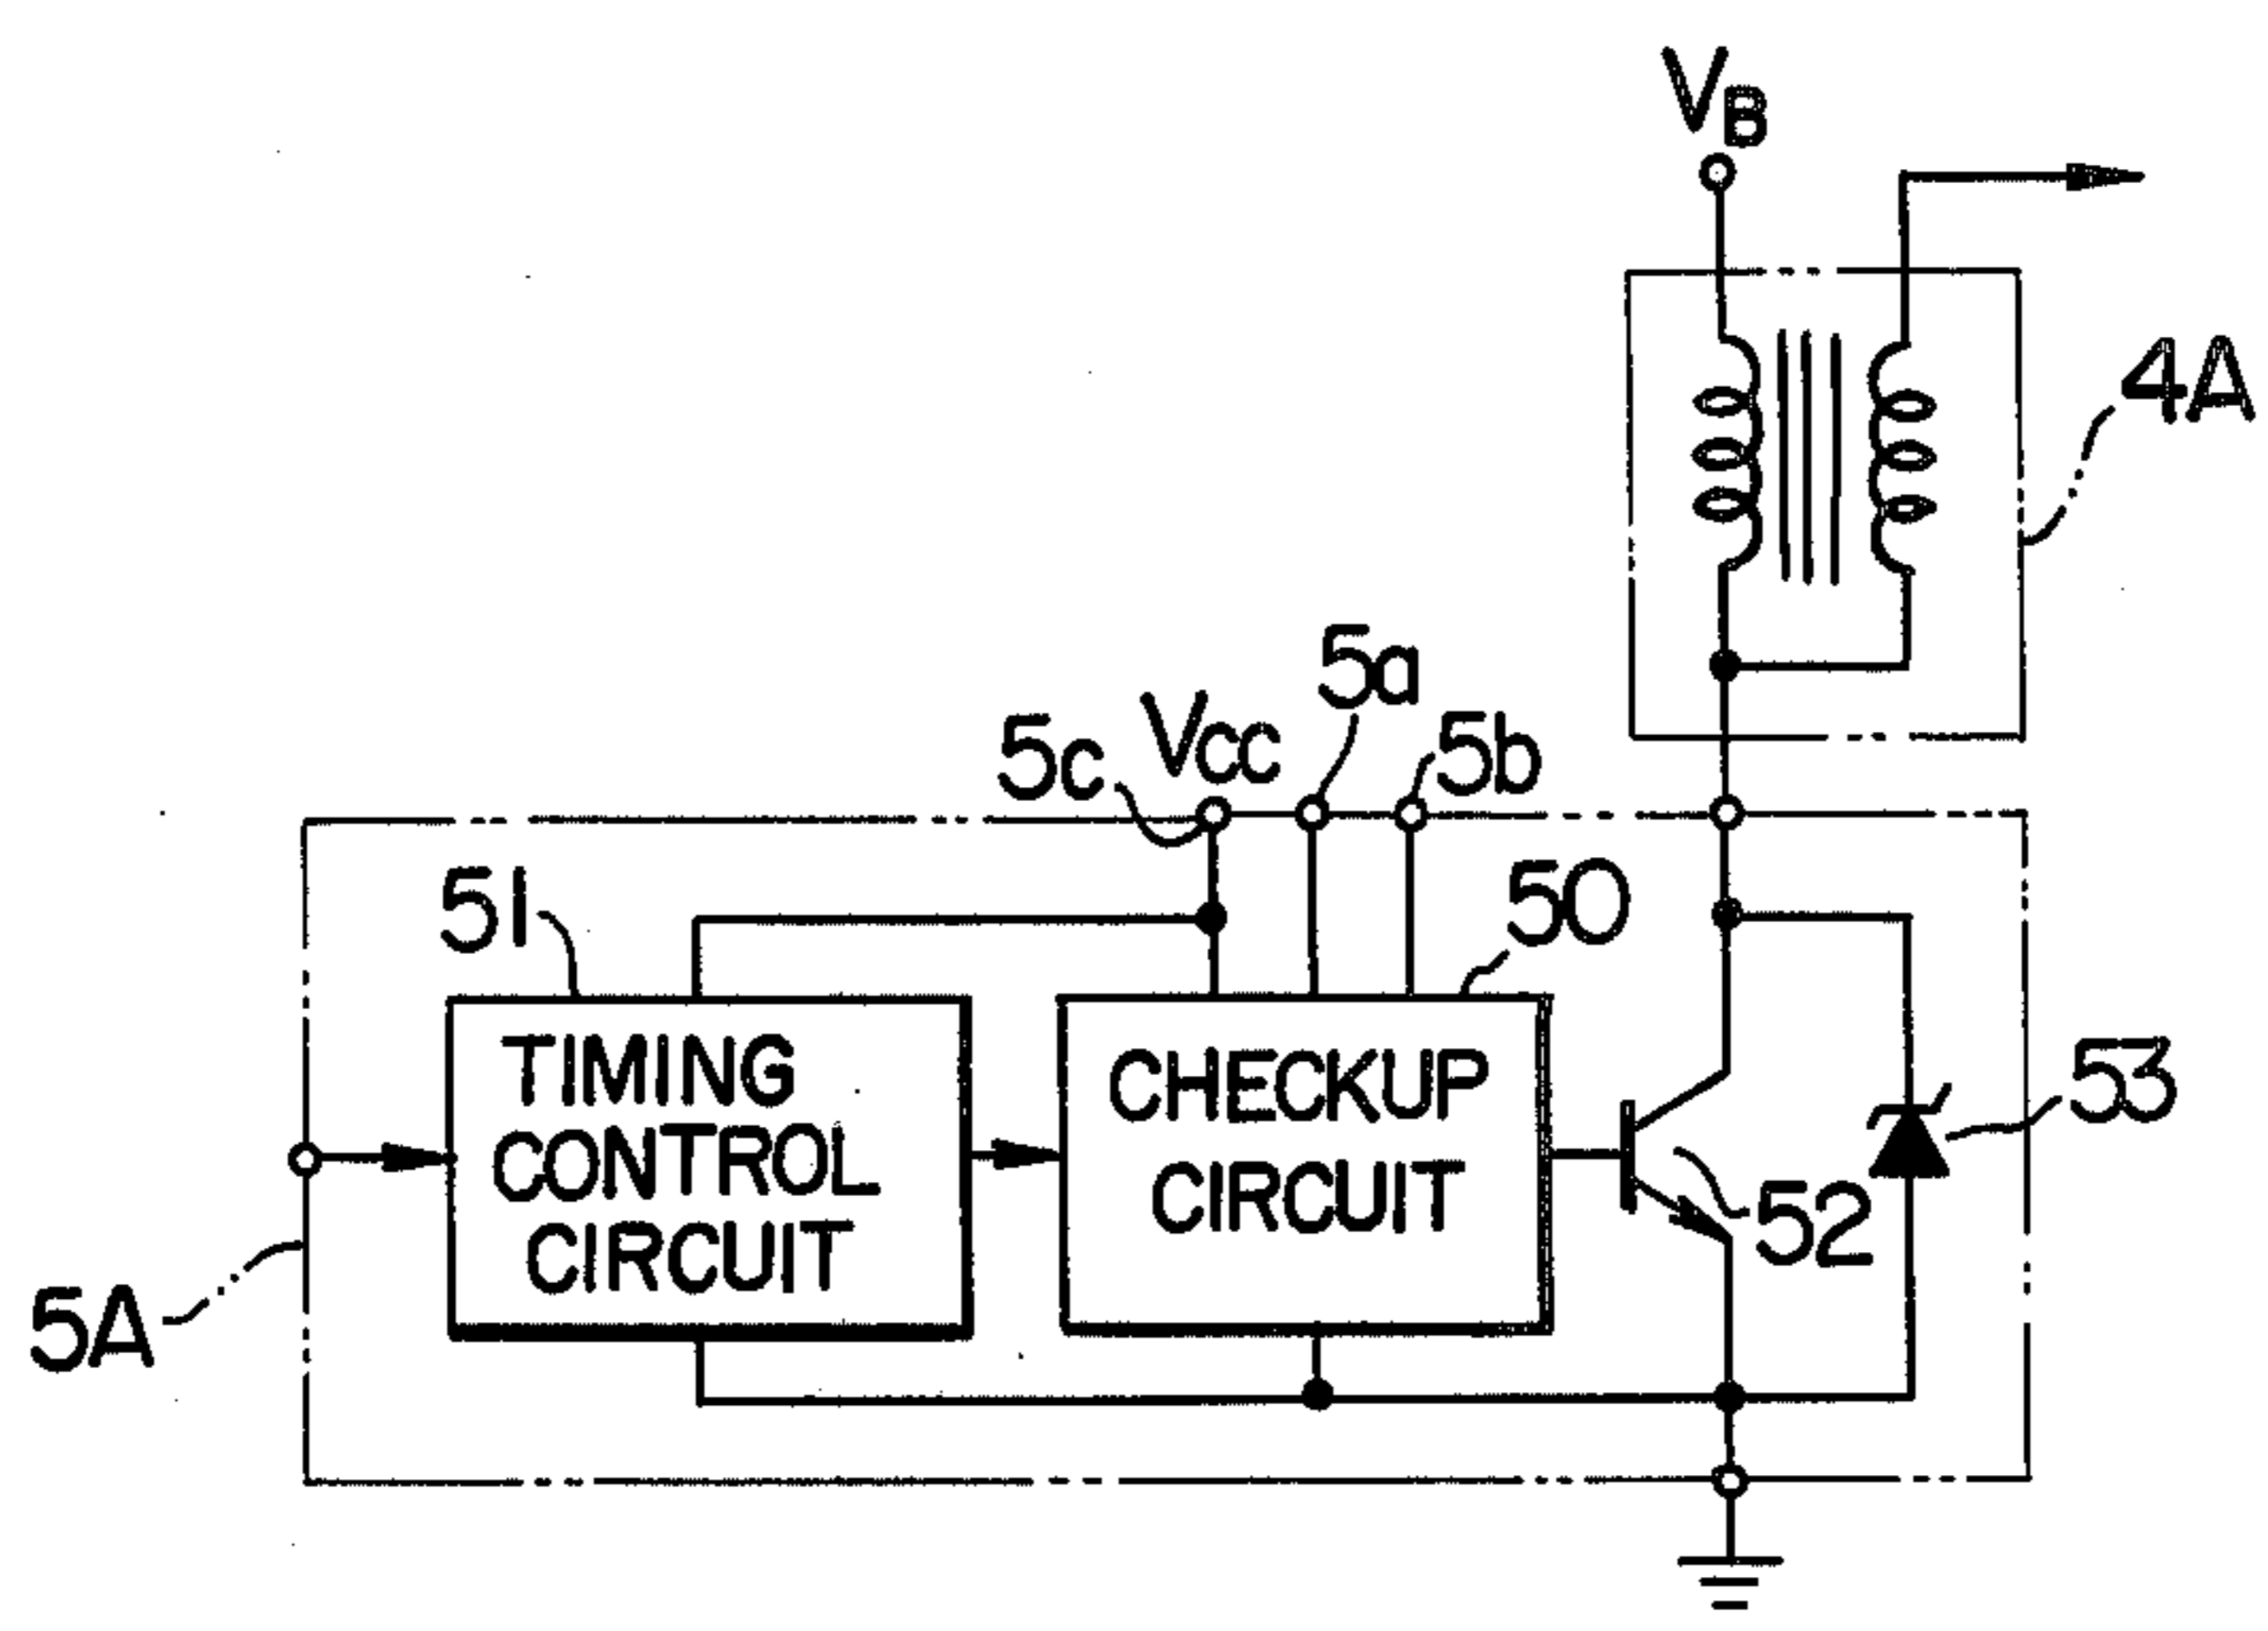 VB
4A
5a
5c
Vcc
5b
51
50
TIMING
CONTROL
CIRCUIT
CHECKUP
CIRCUIT
53
52
5A